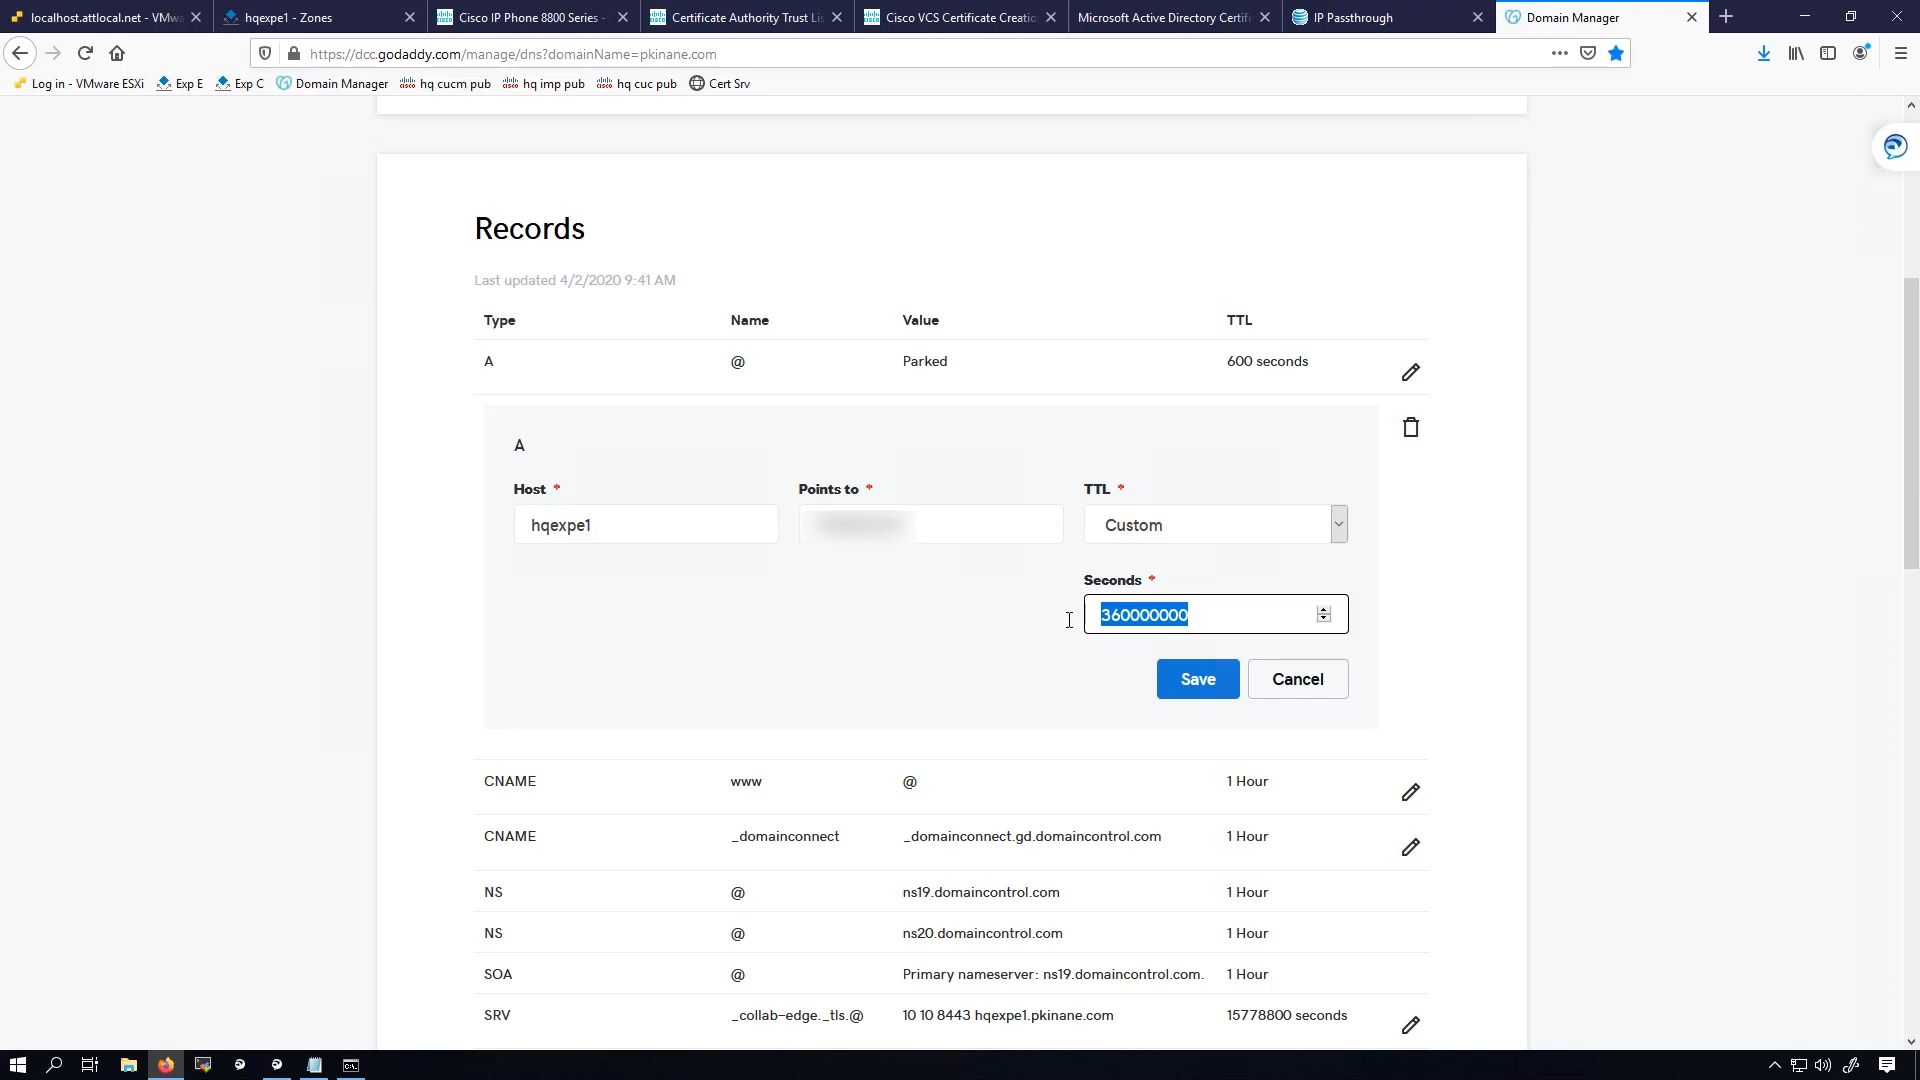 localhost.attlocal.net - VMwa
hqexpe1 - Zones
Cisco IP Phone 8800 Series -
Certificate Authority Trust Lis
Cisco VCS Certificate Creation
Microsoft Active Directory Certifi
IP Passthrough
Domain Manager
https://dcc.godaddy.com/manage/dns?domainName=pkinane.com
Log in - VMware ESXi
Exp E
Exp C
Domain Manager
hq cucm pub
hq imp pub
hq cuc pub
Cert Srv
Records
Last updated 4/2/2020 9:41 AM
Type Name Value TTL
A @ Parked 600 seconds
A
Host * Points to * TTL *
hqexpe1 Custom
Seconds *
360000000
Save Cancel
CNAME www @ 1 Hour
CNAME _domainconnect _domainconnect.gd.domaincontrol.com 1 Hour
NS @ ns19.domaincontrol.com 1 Hour
NS @ ns20.domaincontrol.com 1 Hour
SOA @ Primary nameserver: ns19.domaincontrol.com. 1 Hour
SRV _collab-edge._tls.@ 10 10 8443 hqexpe1.pkinane.com 15778800 seconds